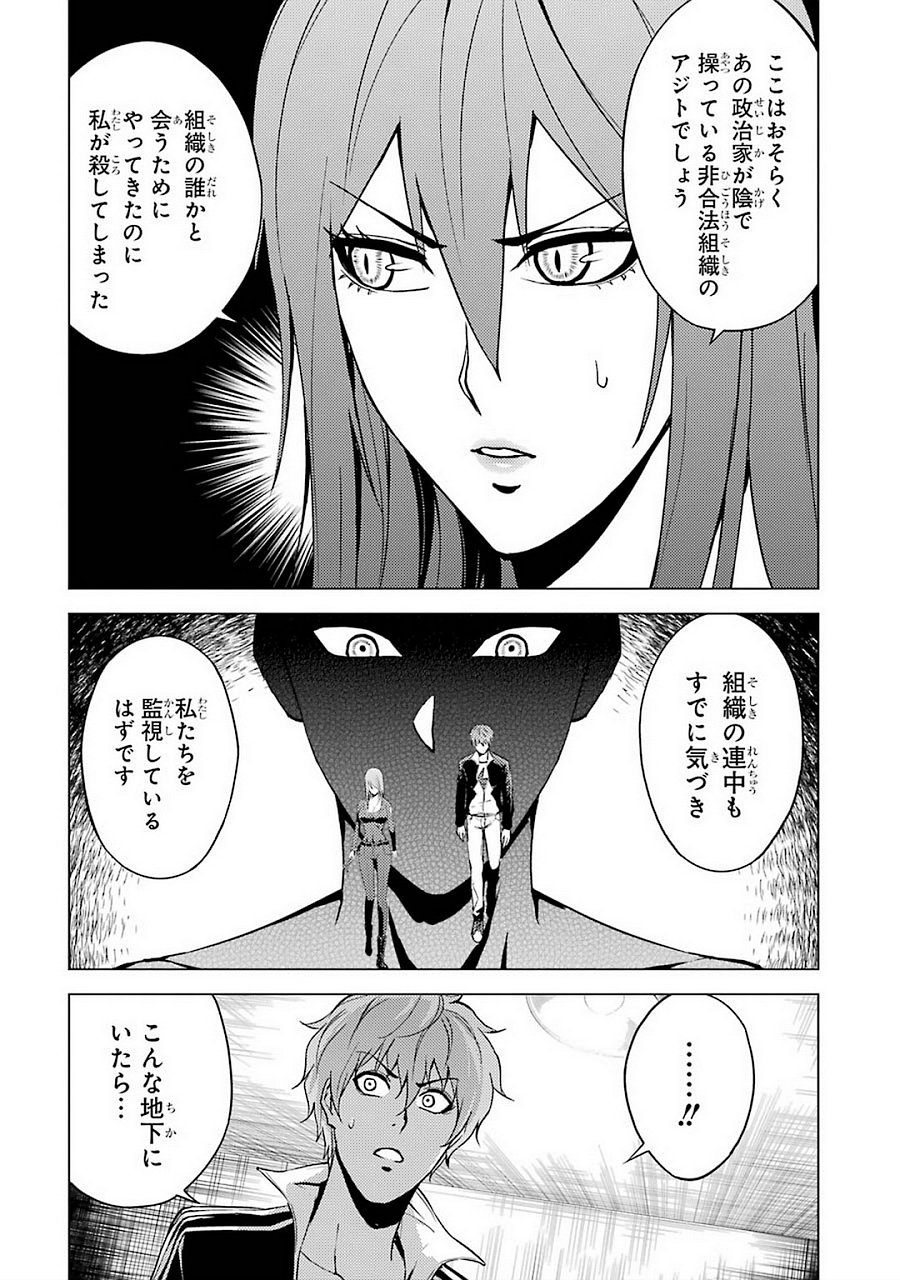 ここはおそらく
あの政治家が陰で
操っている非合法組織の
アジトでしょう
組織の誰かと
会うために
やってきたのに
私が殺してしまった
組織の連中も
すでに気づき
私たちを
監視している
はずです
……!!
こんな地下に
いたら…